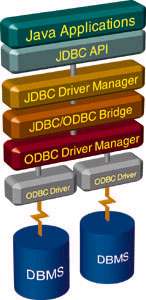 Java Applications
JDBC API
JDBC Driver Manager
JDBC/ODBC Bridge
ODBC Driver Manager
ODBC Driver
ODBC Driver
DBMS
DBMS